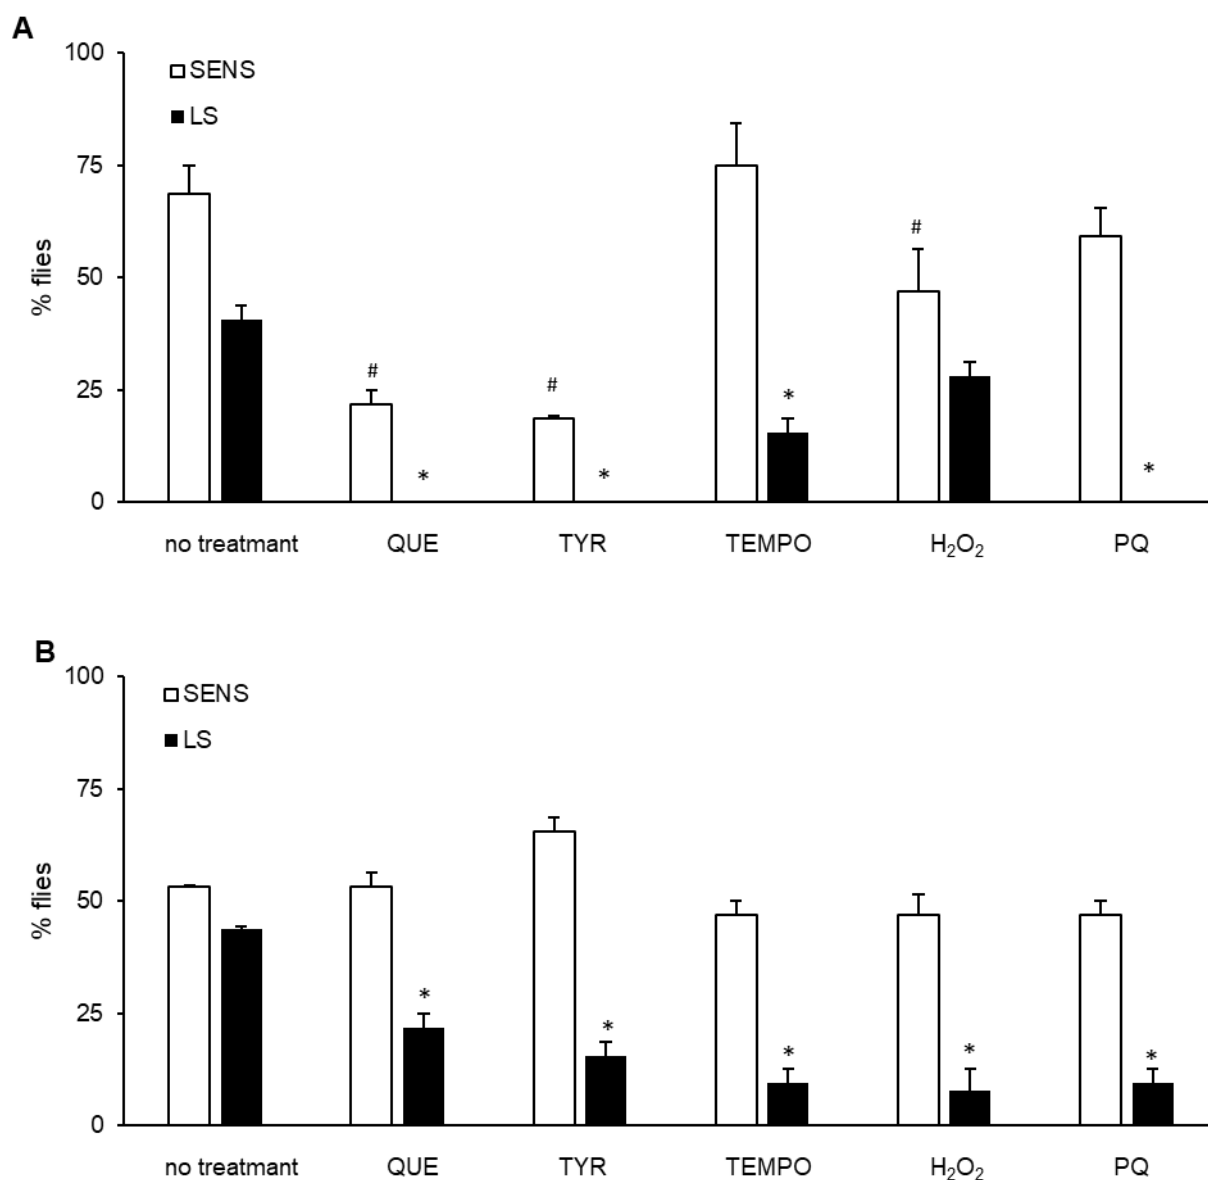 A
100
SENS
LS
75
50
25
0
% flies
#
*
#
*
*
#
*
no treatmant QUE TYR TEMPO H₂O₂ PQ
B
100
SENS
LS
75
50
25
0
% flies
*
*
*
*
*
no treatmant QUE TYR TEMPO H₂O₂ PQ